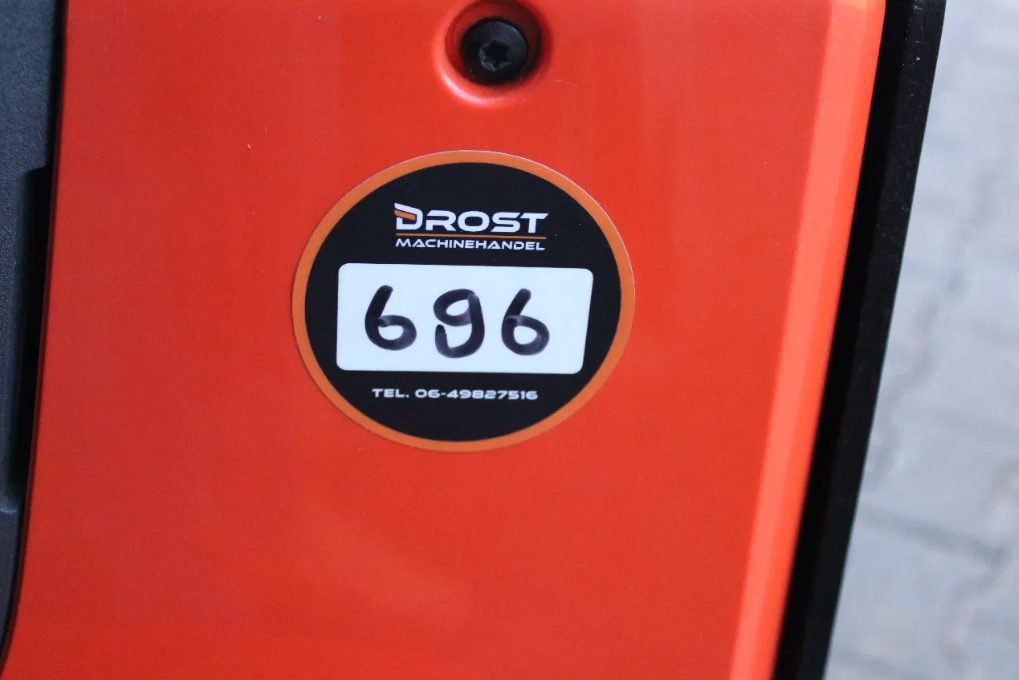 DROST
MACHINEHANDEL
696
TEL. 06-49827516